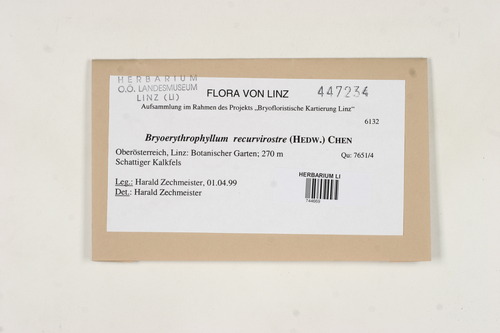 HERBARIUM
O.Ö. LANDESMUSEUM
LINZ (LI)
FLORA VON LINZ
447234
Aufsammlung im Rahmen des Projekts „Bryofloristische Kartierung Linz“
6132
Bryoerythrophyllum recurvirostre (HEDW.) CHEN
Oberösterreich, Linz: Botanischer Garten; 270 m
Qu: 7651/4
Schattiger Kalkfels
HERBARIUM LI
Leg.: Harald Zechmeister, 01.04.99
Det.: Harald Zechmeister